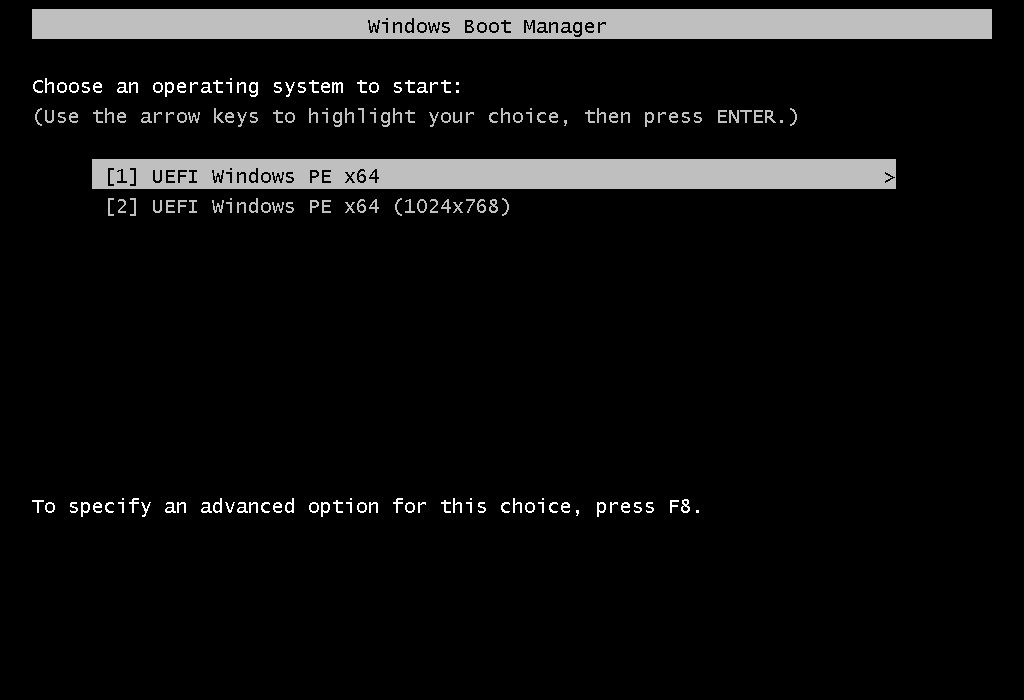 Windows Boot Manager
Choose an operating system to start:
(Use the arrow keys to highlight your choice, then press ENTER.)
[1] UEFI Windows PE x64 >
[2] UEFI Windows PE x64 (1024x768)
To specify an advanced option for this choice, press F8.